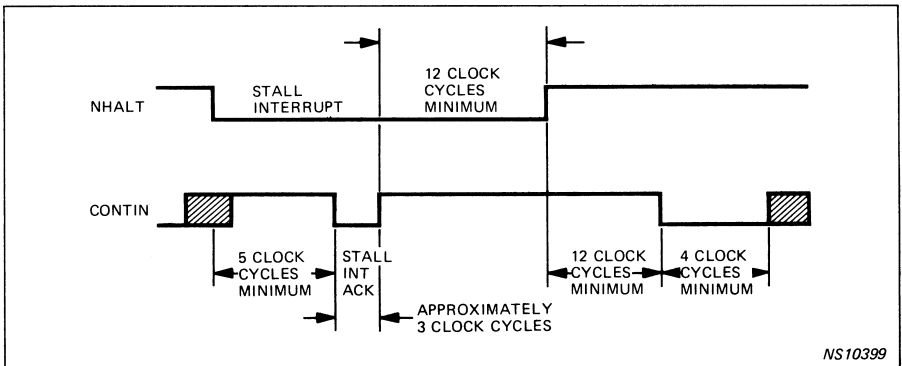 12 CLOCK
CYCLES
MINIMUM
STALL
INTERRUPT
NHALT
CONTIN
5 CLOCK
CYCLES
MINIMUM
STALL
INT
ACK
12 CLOCK
CYCLES
MINIMUM
4 CLOCK
CYCLES
MINIMUM
APPROXIMATELY
3 CLOCK CYCLES
NS10399